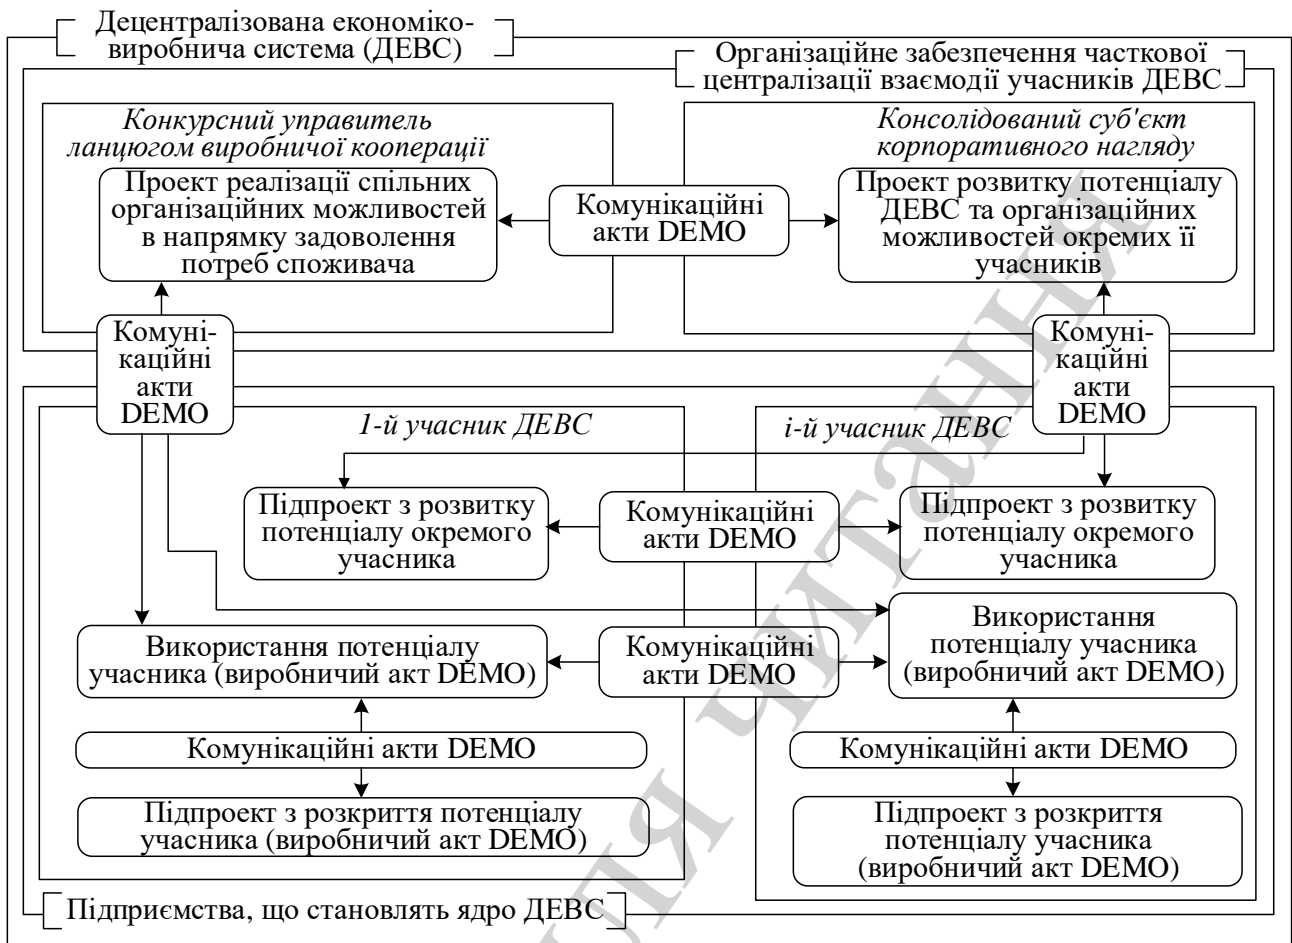 Децентралізована економіко-
виробнича система (ДЕВС)
Організаційне забезпечення часткової
централізації взаємодії учасників ДЕВС
Конкурсний управитель
ланцюгом виробничої кооперації
Консолідований суб'єкт
корпоративного нагляду
Проект реалізації спільних
організаційних можливостей
в напрямку задоволення
потреб споживача
Комунікаційні
акти DEMO
Проект розвитку потенціалу
ДЕВС та організаційних
можливостей окремих її
учасників
Комуні-
каційні
акти
DEMO
Комуні-
каційні
акти
DEMO
1-й учасник ДЕВС
і-й учасник ДЕВС
Підпроект з розвитку
потенціалу окремого
учасника
Комунікаційні
акти DEMO
Підпроект з розвитку
потенціалу окремого
учасника
Використання потенціалу
учасника (виробничий акт DEMO)
Комунікаційні
акти DEMO
Використання
потенціалу учасника
(виробничий акт DEMO)
Комунікаційні акти DEMO
Комунікаційні акти DEMO
Підпроект з розкриття потенціалу
учасника (виробничий акт DEMO)
Підпроект з розкриття
потенціалу учасника
(виробничий акт DEMO)
Підприємства, що становлять ядро ДЕВС
ля читання